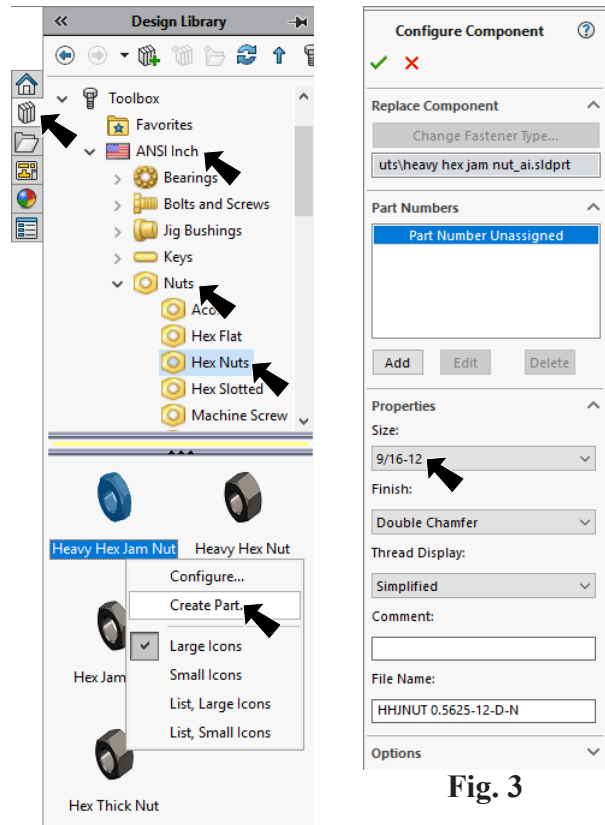 Design Library
Toolbox
Favorites
ANSI Inch
Bearings
Bolts and Screws
Jig Bushings
Keys
Nuts
Hex Flat
Hex Nuts
Hex Slotted
Machine Screw
Heavy Hex Jam Nut
Heavy Hex Nut
Configure...
Create Part...
Large Icons
Small Icons
List, Large Icons
List, Small Icons
Hex Jam
Hex Thick Nut
Configure Component
?
Replace Component
Change Fastener Type...
uts\heavy hex jam nut_ai.sldprt
Part Numbers
Part Number Unassigned
Add Edit Delete
Properties
Size:
9/16-12
Finish:
Double Chamfer
Thread Display:
Simplified
Comment:
File Name:
HHJNUT 0.5625-12-D-N
Options
Fig. 3